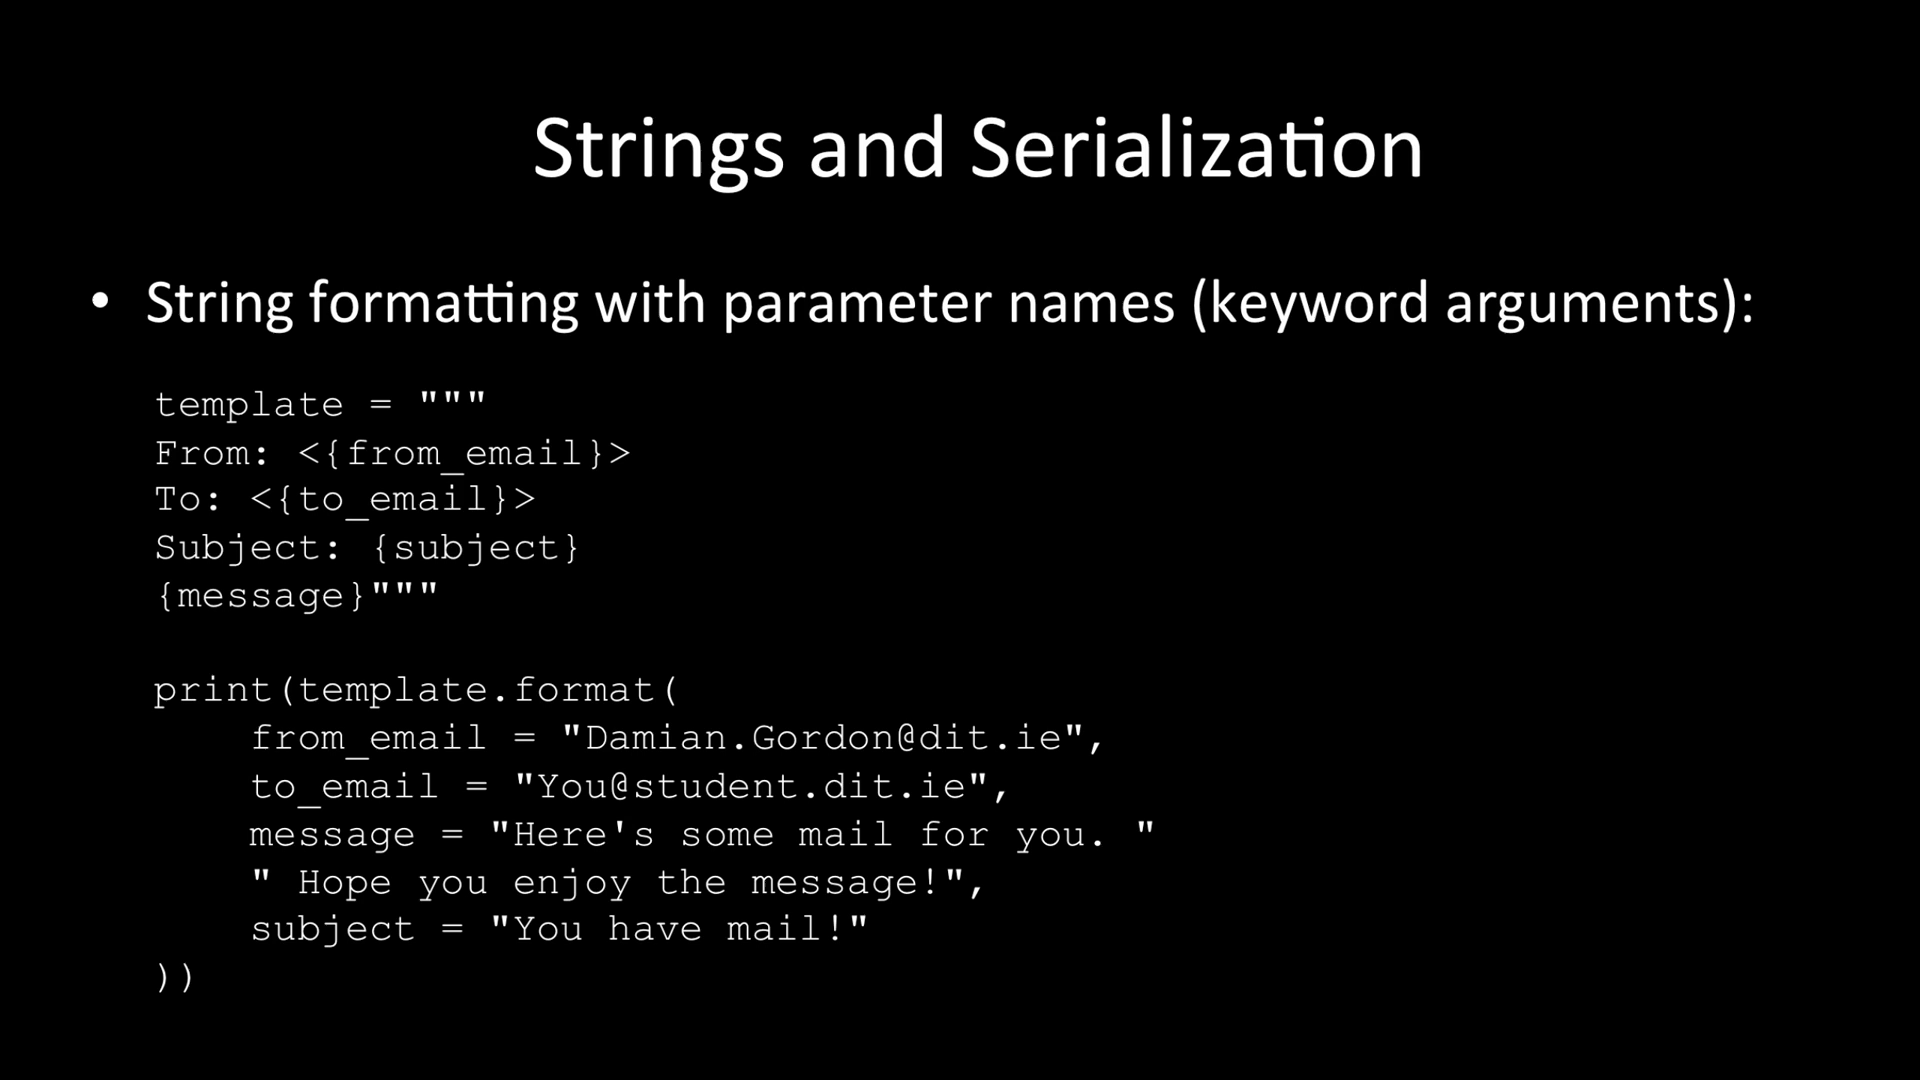 Strings and Serialization
• String formatting with parameter names (keyword arguments):
template = """
From: <{from_email}>
To: <{to_email}>
Subject: {subject}
{message}"""
print(template.format(
    from_email = "Damian.Gordon@dit.ie",
    to_email = "You@student.dit.ie",
    message = "Here's some mail for you. "
    " Hope you enjoy the message!",
    subject = "You have mail!"
))